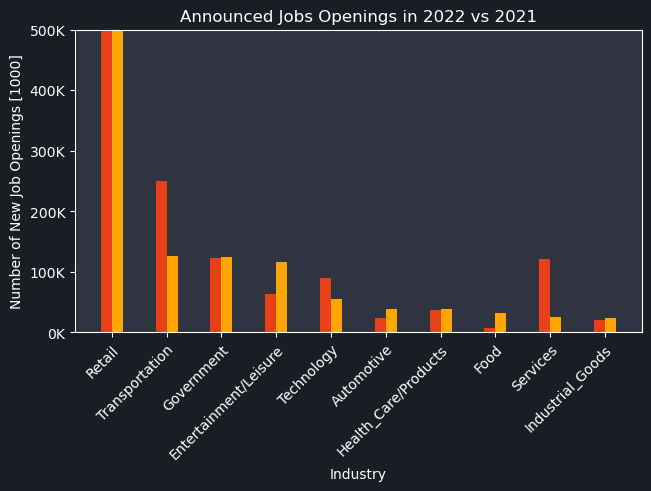 Announced Jobs Openings in 2022 vs 2021
Number of New Job Openings [1000]
500K
400K
300K
200K
100K
0K
Retail
Transportation
Government
Entertainment/Leisure
Technology
Automotive
Health_Care/Products
Food
Services
Industrial_Goods
Industry